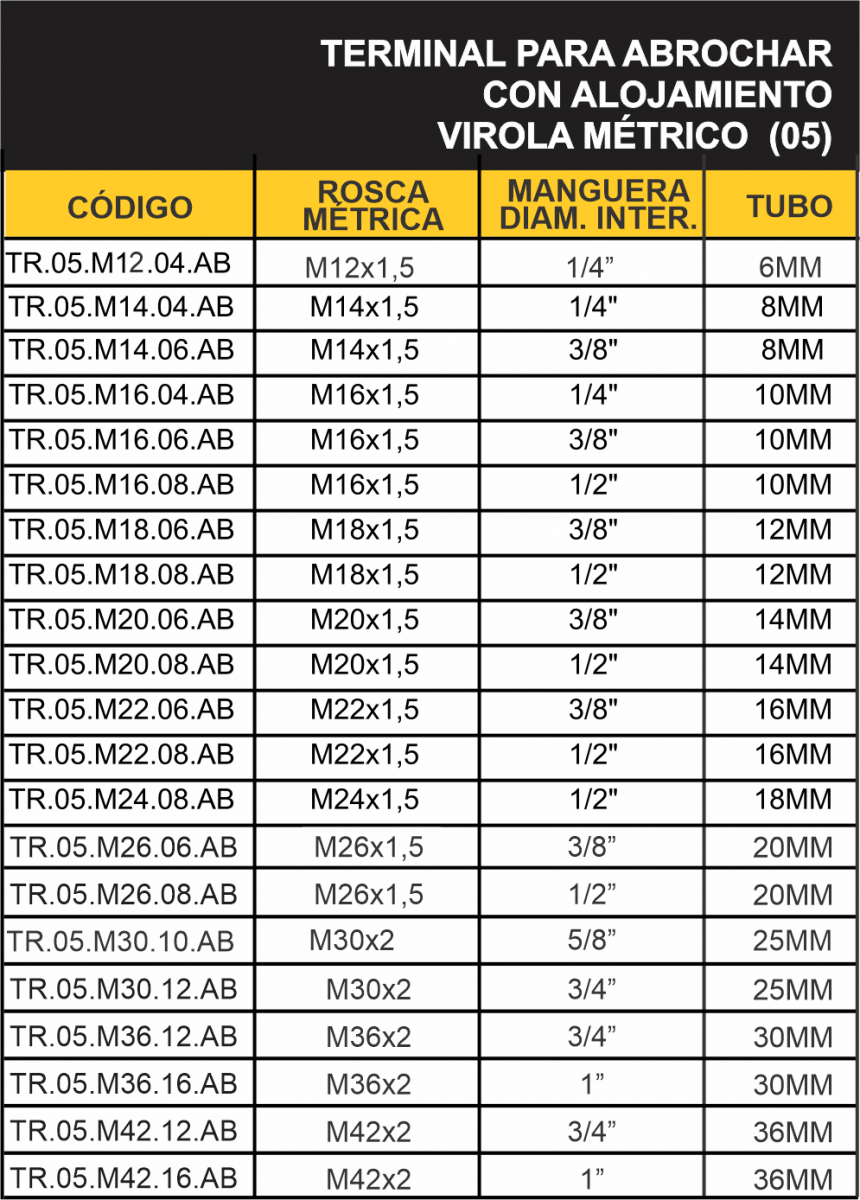 TERMINAL PARA ABROCHAR
CON ALOJAMIENTO
VIROLA MÉTRICO (05)
CÓDIGO ROSCA MÉTRICA MANGUERA DIAM. INTER. TUBO
TR.05.M12.04.AB M12x1,5 1/4” 6MM
TR.05.M14.04.AB M14x1,5 1/4" 8MM
TR.05.M14.06.AB M14x1,5 3/8" 8MM
TR.05.M16.04.AB M16x1,5 1/4" 10MM
TR.05.M16.06.AB M16x1,5 3/8" 10MM
TR.05.M16.08.AB M16x1,5 1/2" 10MM
TR.05.M18.06.AB M18x1,5 3/8" 12MM
TR.05.M18.08.AB M18x1,5 1/2" 12MM
TR.05.M20.06.AB M20x1,5 3/8" 14MM
TR.05.M20.08.AB M20x1,5 1/2" 14MM
TR.05.M22.06.AB M22x1,5 3/8" 16MM
TR.05.M22.08.AB M22x1,5 1/2" 16MM
TR.05.M24.08.AB M24x1,5 1/2" 18MM
TR.05.M26.06.AB M26x1,5 3/8” 20MM
TR.05.M26.08.AB M26x1,5 1/2” 20MM
TR.05.M30.10.AB M30x2 5/8” 25MM
TR.05.M30.12.AB M30x2 3/4” 25MM
TR.05.M36.12.AB M36x2 3/4” 30MM
TR.05.M36.16.AB M36x2 1” 30MM
TR.05.M42.12.AB M42x2 3/4” 36MM
TR.05.M42.16.AB M42x2 1” 36MM